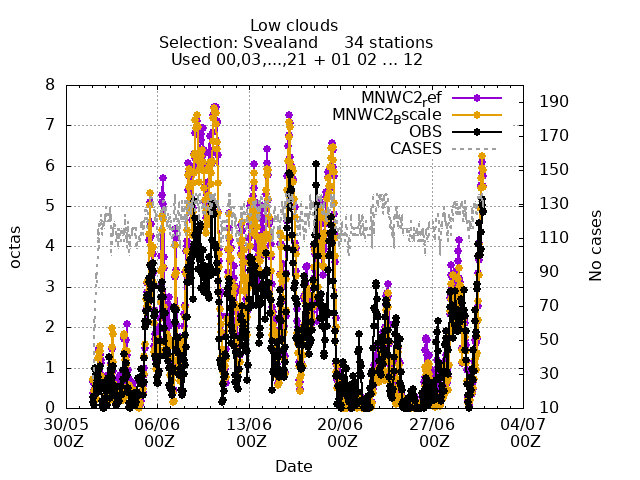 Low clouds
Selection: Svealand     34 stations
Used 00,03,...,21 + 01 02 ... 12
MNWC2ref
MNWC2Bscale
OBS
CASES
octas
8
7
6
5
4
3
2
1
0
No cases
190
170
150
130
110
90
70
50
30
10
30/05 06/06 13/06 20/06 27/06 04/07
00Z 00Z 00Z 00Z 00Z 00Z
Date